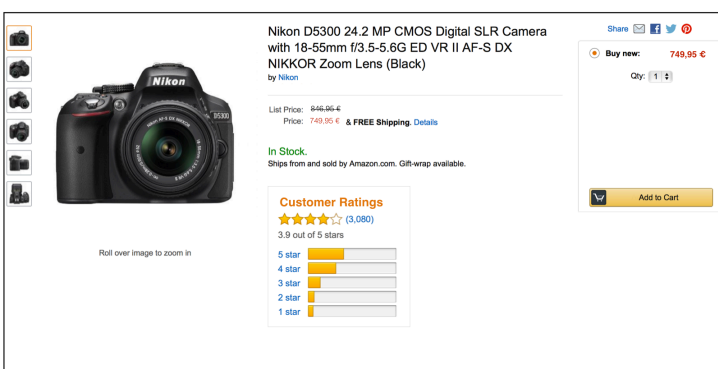 Nikon D5300 24.2 MP CMOS Digital SLR Camera
with 18-55mm f/3.5-5.6G ED VR II AF-S DX
NIKKOR Zoom Lens (Black)
by Nikon
List Price: 846,95 €
Price: 749,95 € & FREE Shipping. Details
In Stock.
Ships from and sold by Amazon.com. Gift-wrap available.
Customer Ratings
(3,080)
3.9 out of 5 stars
5 star
4 star
3 star
2 star
1 star
Nikon
D5300
Roll over image to zoom in
Share
Buy new: 749,95 €
Qty: 1
Add to Cart